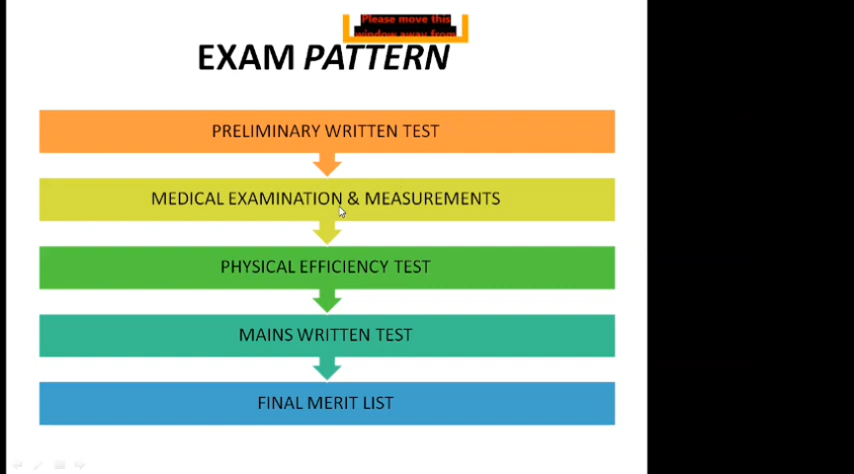 Please move this
window away from
EXAM PATTERN
PRELIMINARY WRITTEN TEST
MEDICAL EXAMINATION & MEASUREMENTS
PHYSICAL EFFICIENCY TEST
MAINS WRITTEN TEST
FINAL MERIT LIST